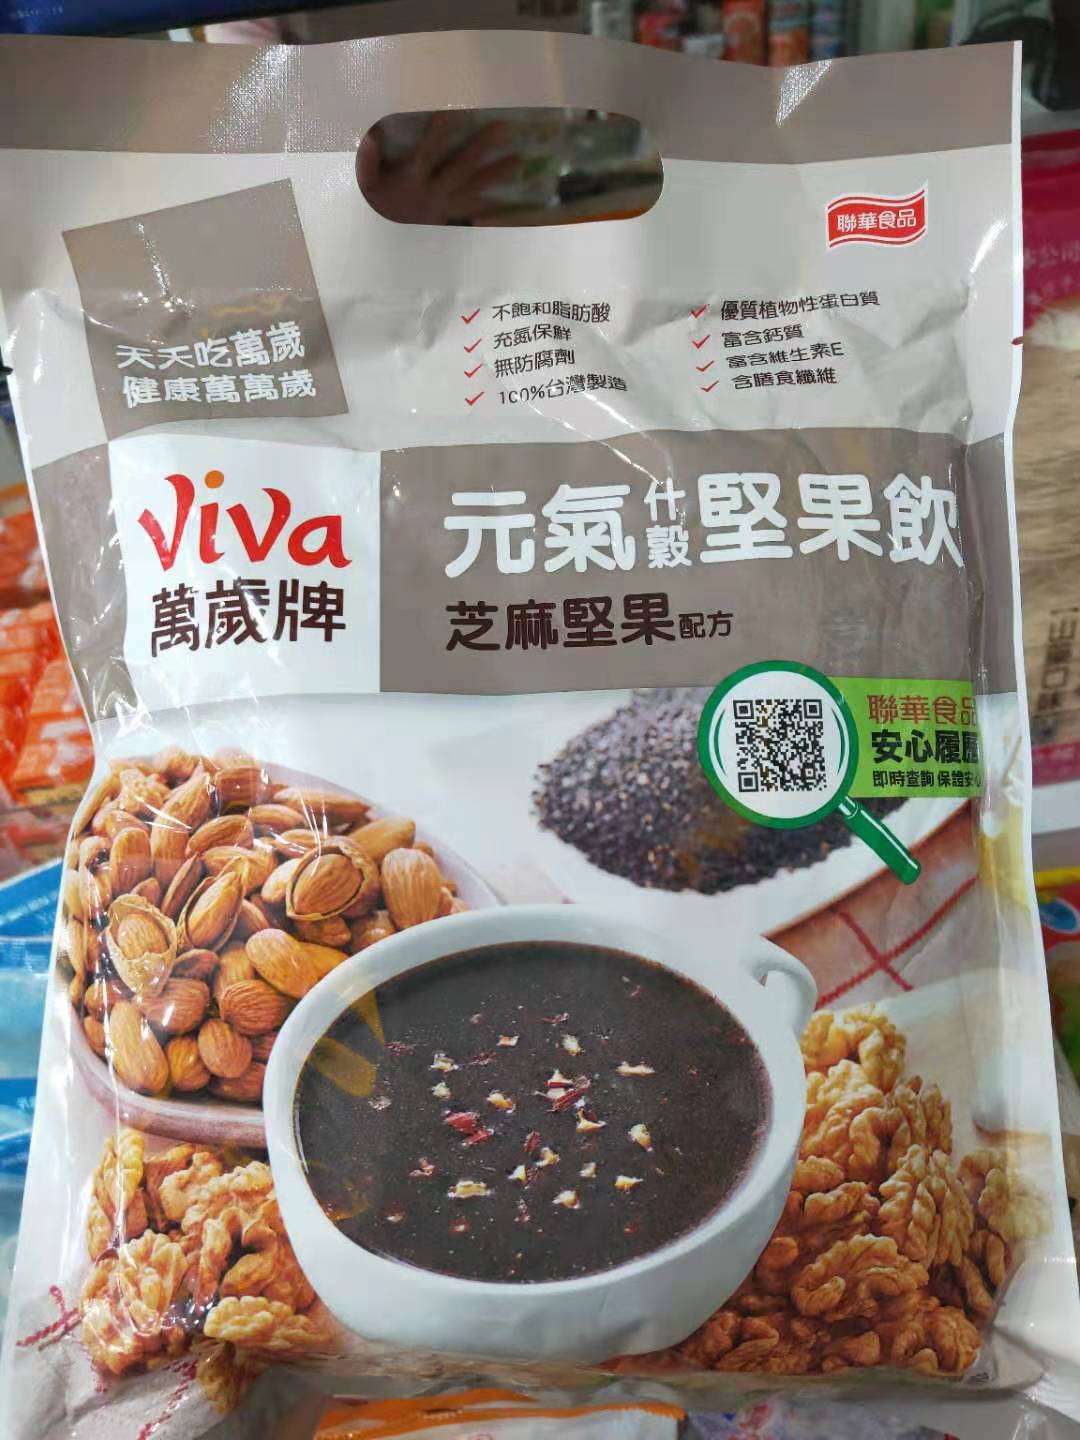 聯華食品
不飽和脂肪酸
充氮保鮮
無防腐劑
100%台灣製造
優質植物性蛋白質
富含鈣質
富含維生素E
含膳食纖維
天天吃萬歲
健康萬萬歲
Viva
萬歲牌
元氣什穀堅果飲
芝麻堅果配方
聯華食品
安心履歷
即時查詢 保證安心